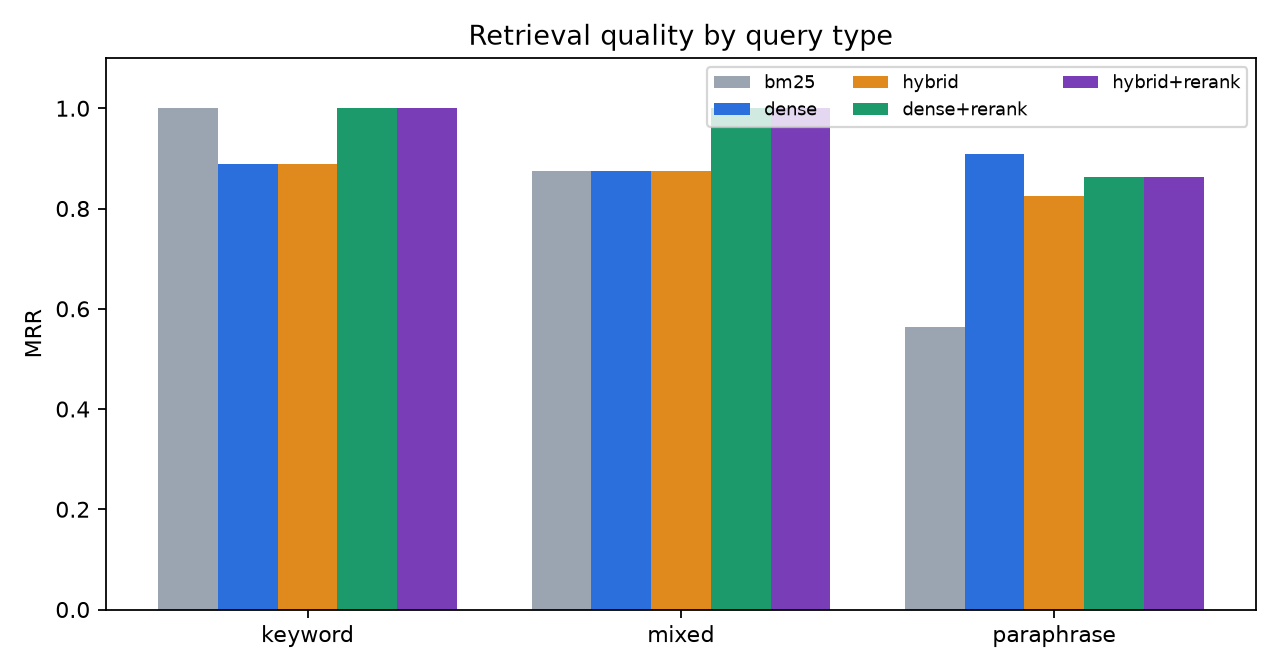 Retrieval quality by query type
bm25 hybrid hybrid+rerank
dense dense+rerank
1.0
0.8
0.6
0.4
0.2
0.0
MRR
keyword mixed paraphrase